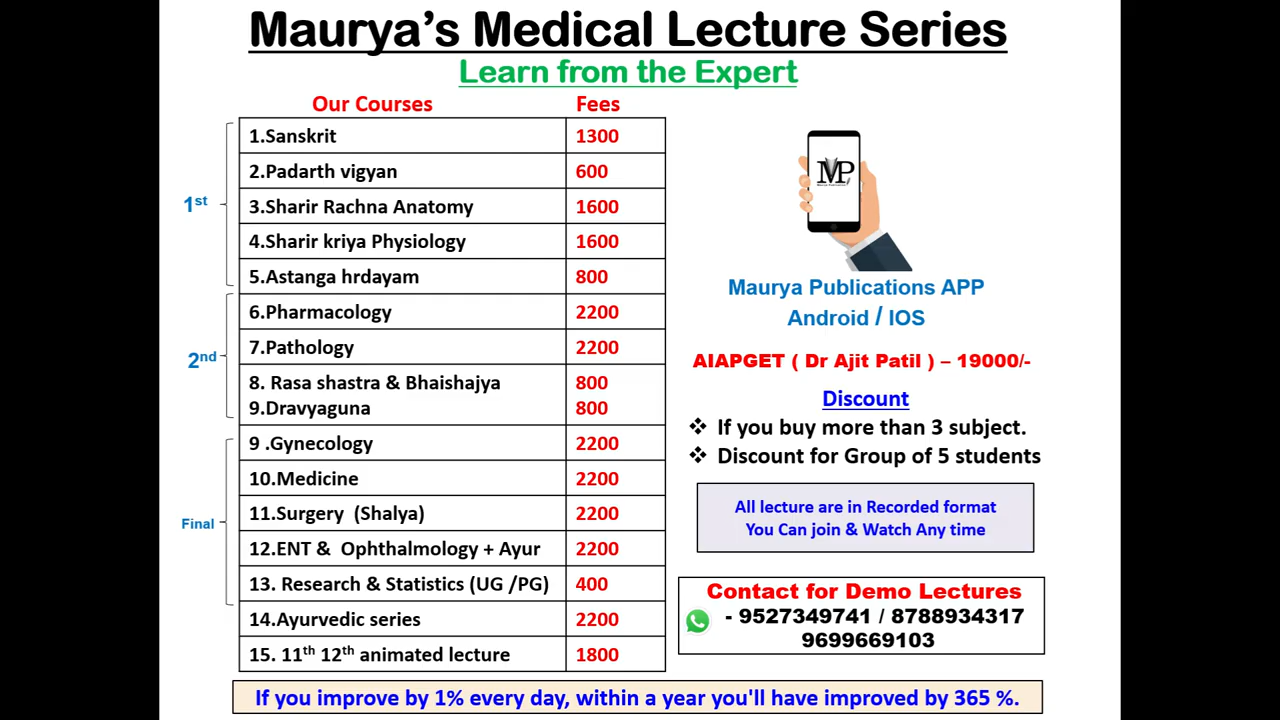 Maurya's Medical Lecture Series
Learn from the Expert
Our Courses Fees
1st
1.Sanskrit 1300
2.Padarth vigyan 600
3.Sharir Rachna Anatomy 1600
4.Sharir kriya Physiology 1600
5.Astanga hrdayam 800
2nd
6.Pharmacology 2200
7.Pathology 2200
8. Rasa shastra & Bhaishajya 800
9.Dravyaguna 800
Final
9 .Gynecology 2200
10.Medicine 2200
11.Surgery (Shalya) 2200
12.ENT & Ophthalmology + Ayur 2200
13. Research & Statistics (UG /PG) 400
14.Ayurvedic series 2200
15. 11th 12th animated lecture 1800
MP
Maurya Publications APP
Android / IOS
AIAPGET ( Dr Ajit Patil ) – 19000/-
Discount
❖ If you buy more than 3 subject.
❖ Discount for Group of 5 students
All lecture are in Recorded format
You Can join & Watch Any time
Contact for Demo Lectures
- 9527349741 / 8788934317
9699669103
If you improve by 1% every day, within a year you'll have improved by 365 %.